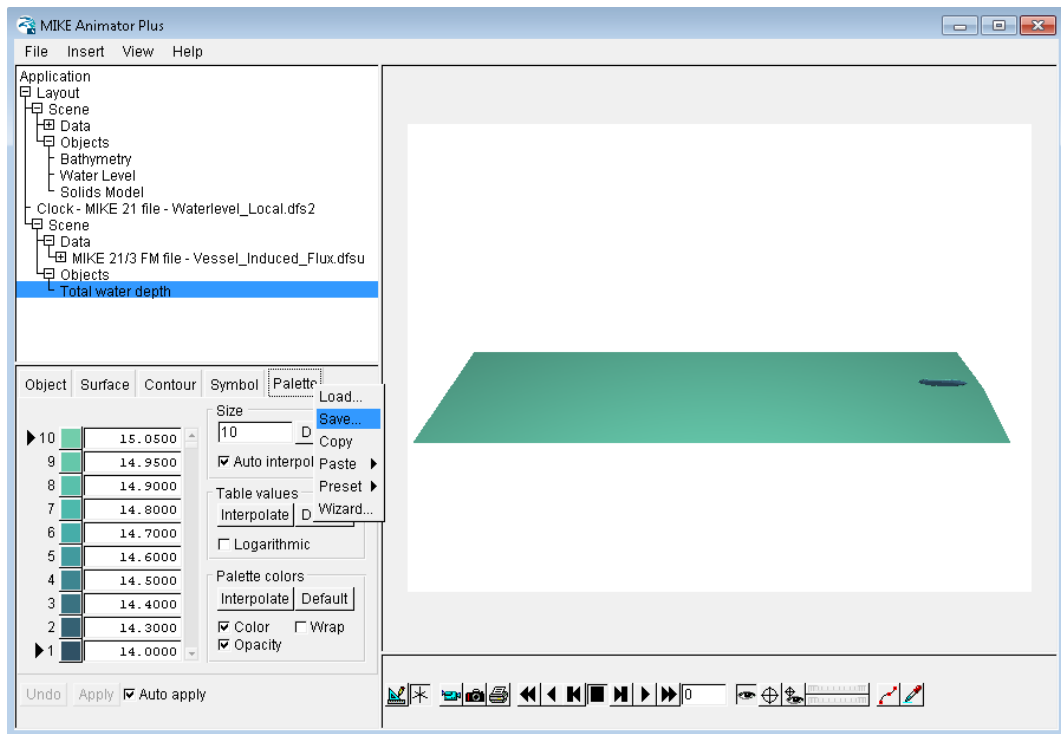 MIKE Animator Plus
File Insert View Help
Application
Layout
Scene
Data
Objects
Bathymetry
Water Level
Solids Model
Clock - MIKE 21 file - Waterlevel_Local.dfs2
Scene
Data
MIKE 21/3 FM file - Vessel_Induced_Flux.dfsu
Objects
Total water depth
Object Surface Contour Symbol Palette
Load...
Save...
Copy
Paste
Preset
Wizard...
Size
10 D
Auto interpol
Table values
Interpolate D
Logarithmic
Palette colors
Interpolate Default
Color Wrap
Opacity
10 15.0500
9 14.9500
8 14.9000
7 14.8000
6 14.7000
5 14.6000
4 14.5000
3 14.4000
2 14.3000
1 14.0000
Undo Apply Auto apply
0